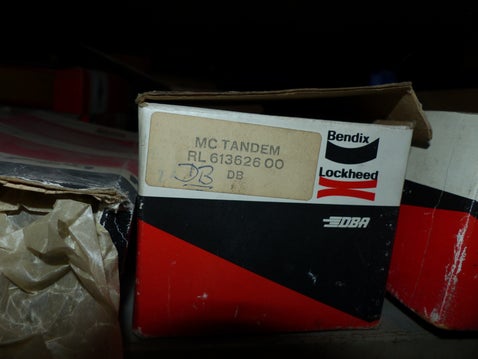 MC TANDEM
RL 613626 00
DB
DB
Bendix
Lockheed
DBA